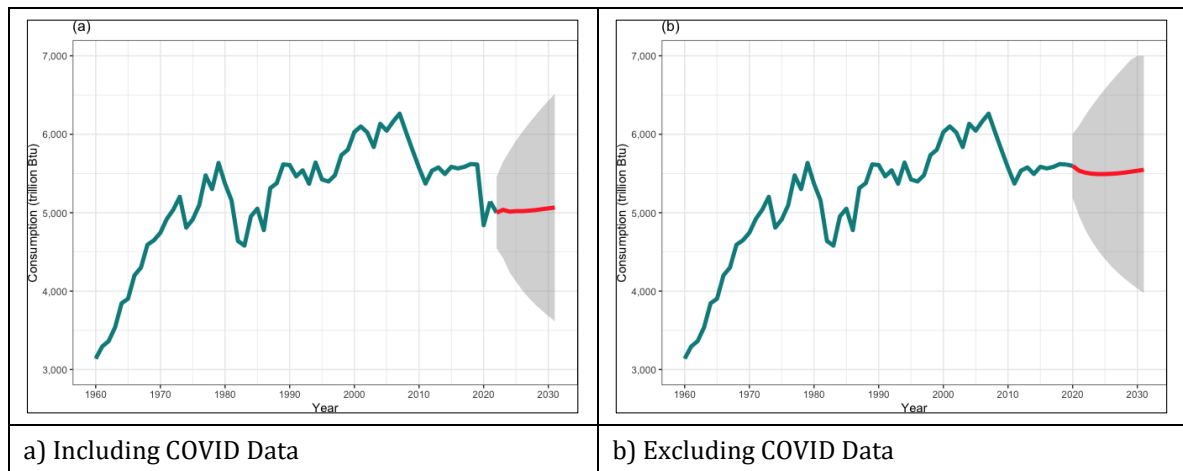 (a)
7,000
6,000
5,000
4,000
3,000
Consumption (trillion Btu)
1960 1970 1980 1990 2000 2010 2020 2030
Year
(b)
7,000
6,000
5,000
4,000
3,000
Consumption (trillion Btu)
1960 1970 1980 1990 2000 2010 2020 2030
Year
a) Including COVID Data
b) Excluding COVID Data